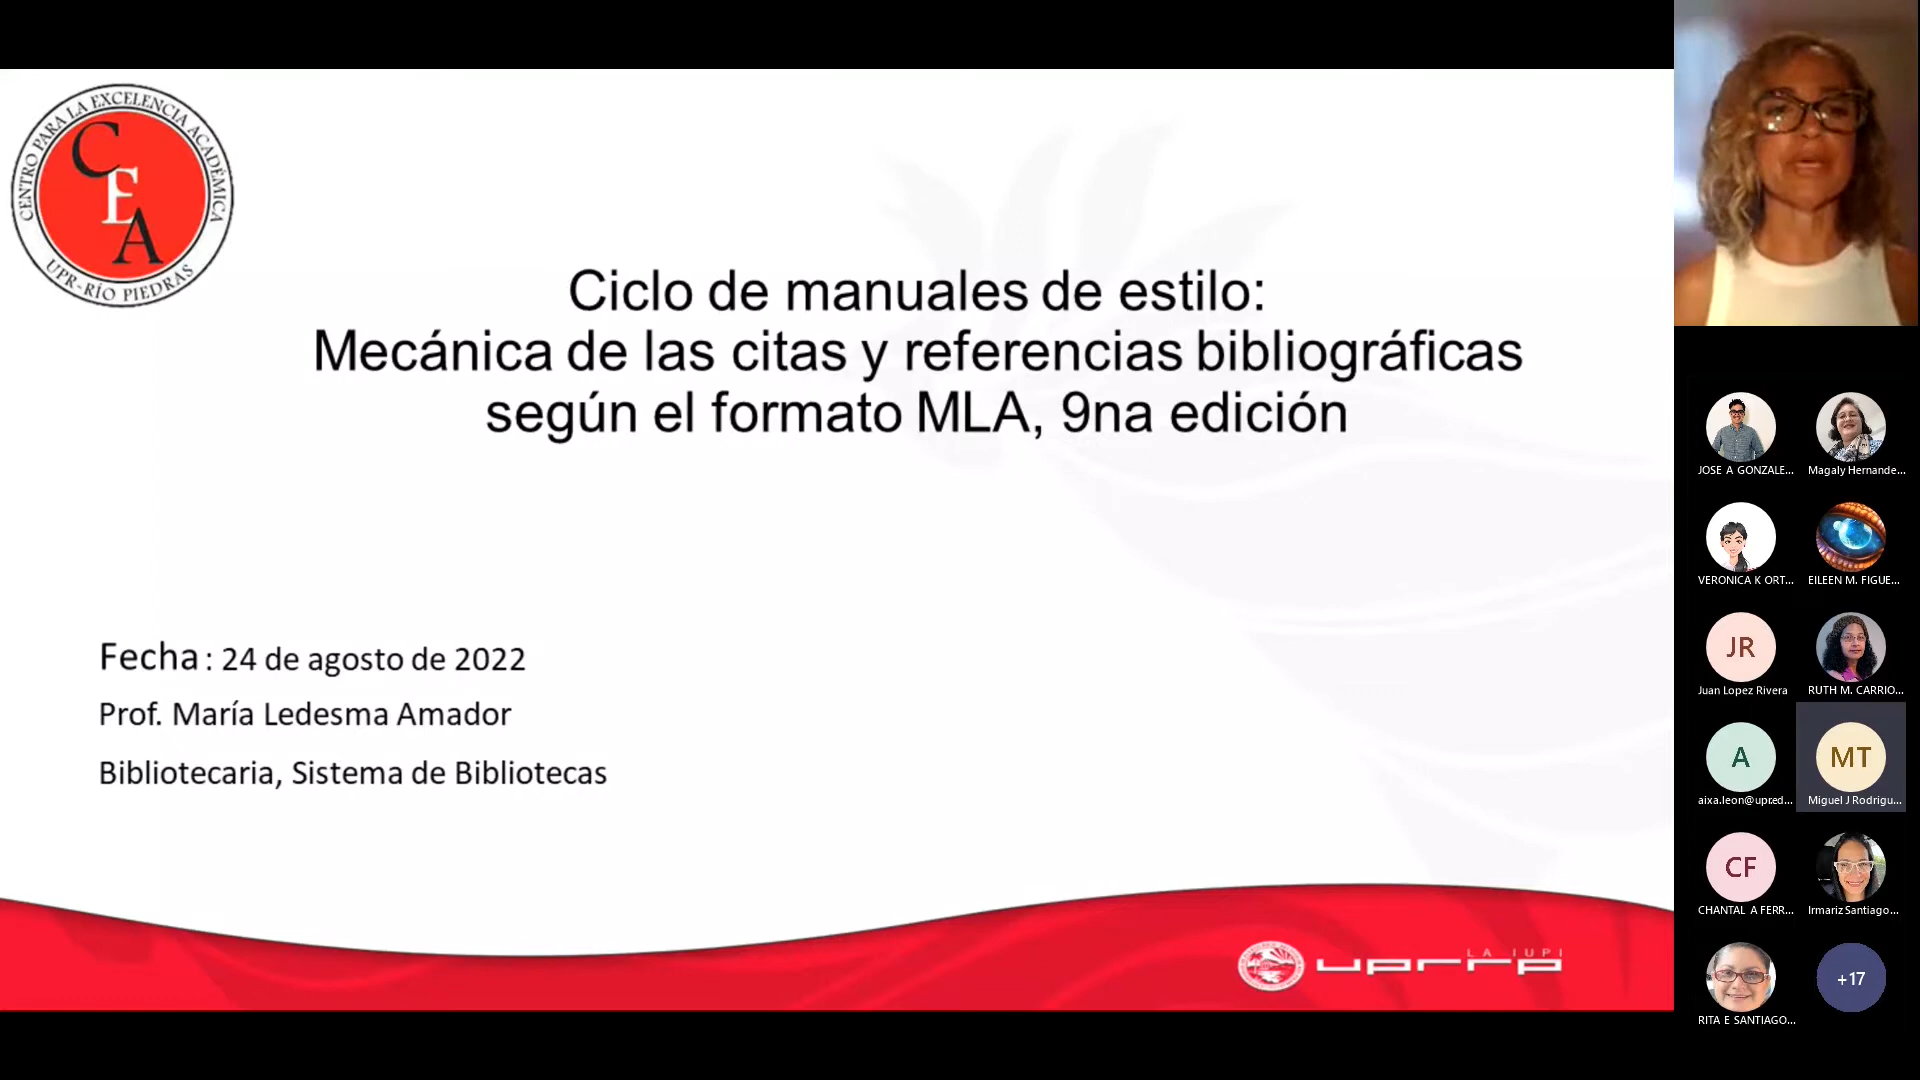 CENTRO PARA LA EXCELENCIA ACADÉMICA
CEA
UPR-RÍO PIEDRAS
Ciclo de manuales de estilo:
Mecánica de las citas y referencias bibliográficas
según el formato MLA, 9na edición
Fecha : 24 de agosto de 2022
Prof. María Ledesma Amador
Bibliotecaria, Sistema de Bibliotecas
LA IUPI
uprrp
JOSE A GONZALE...
Magaly Hernande...
VERONICA K ORT...
EILEEN M. FIGUE...
JR
Juan Lopez Rivera
RUTH M. CARRIO...
A
aixa.leon@upr.ed...
MT
Miguel J Rodrigu...
CF
CHANTAL A FERR...
Irmariz Santiago...
RITA E SANTIAGO...
+17